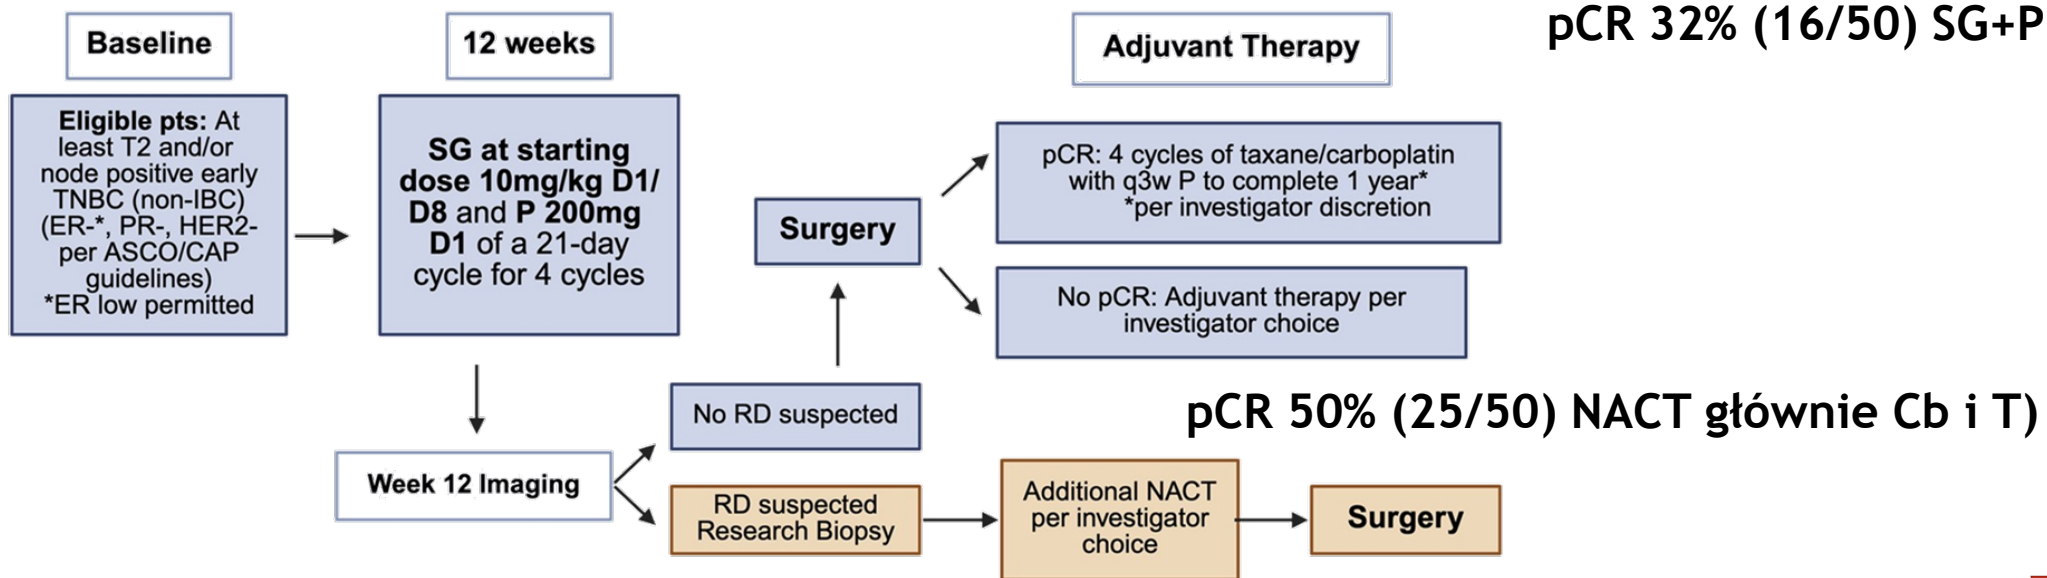 pCR 32% (16/50) SG+P
Baseline
12 weeks
Adjuvant Therapy
Eligible pts: At
least T2 and/or
node positive early
TNBC (non-IBC)
(ER-*, PR-, HER2-
per ASCO/CAP
guidelines)
*ER low permitted
SG at starting
dose 10mg/kg D1/
D8 and P 200mg
D1 of a 21-day
cycle for 4 cycles
Surgery
pCR: 4 cycles of taxane/carboplatin
with q3w P to complete 1 year*
*per investigator discretion
No pCR: Adjuvant therapy per
investigator choice
No RD suspected
pCR 50% (25/50) NACT głównie Cb i T)
Week 12 Imaging
RD suspected
Research Biopsy
Additional NACT
per investigator
choice
Surgery